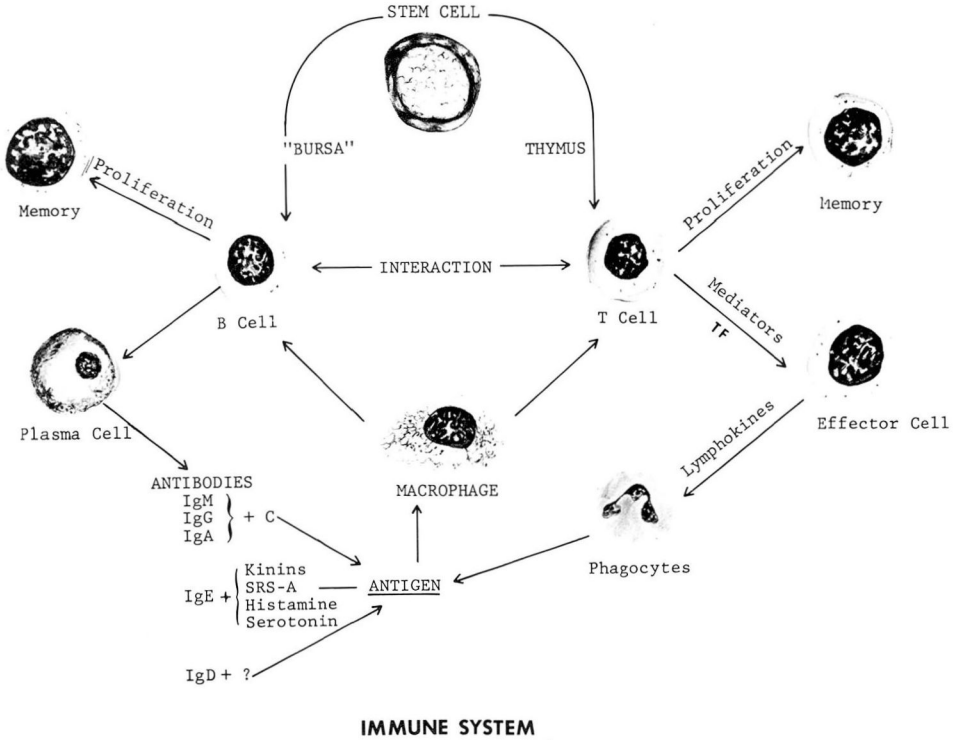 STEM CELL
"BURSA"
THYMUS
Proliferation
Memory
Proliferation
Memory
INTERACTION
B Cell
T Cell
Mediators
TF
Plasma Cell
Effector Cell
Lymphokines
MACROPHAGE
Phagocytes
ANTIBODIES
IgM
IgG + C
IgA
ANTIGEN
Kinins
IgE + SRS-A
Histamine
Serotonin
IgD + ?
IMMUNE SYSTEM